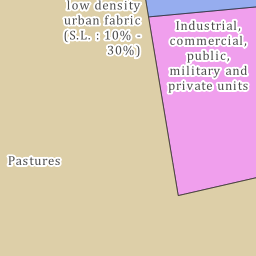 low density
urban fabric
(S.L. : 10% -
30%)
Industrial,
commercial,
public,
military and
private units
Pastures